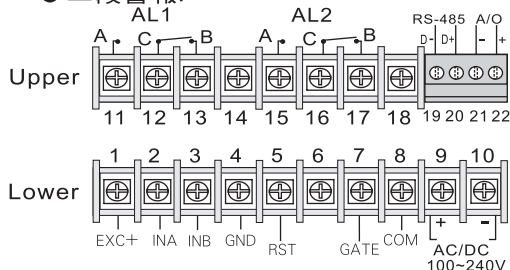 AL1 AL2
RS-485 A/O
A C B A C B D- D+ - +
Upper
11 12 13 14 15 16 17 18 19 20 21 22
1 2 3 4 5 6 7 8 9 10
Lower
+ -
EXC+ INA INB GND RST GATE COM
AC/DC
100~240V